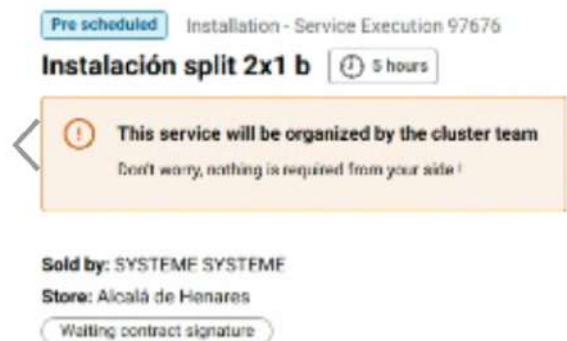 Pre scheduled Installation - Service Execution 97676
Instalación split 2x1 b 5 hours
This service will be organized by the cluster team
Don't worry, nothing is required from your side !
Sold by: SYSTEME SYSTEME
Store: Alcalá de Henares
Waiting contract signature